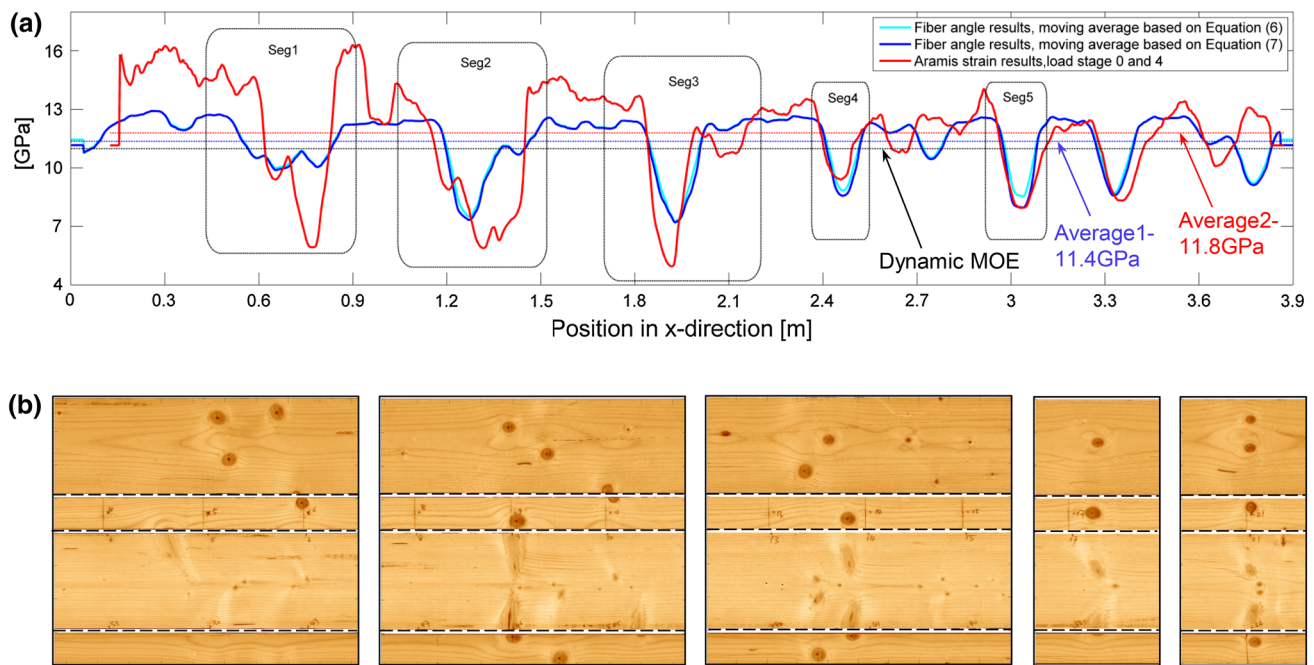 (a)
Fiber angle results, moving average based on Equation (6)
Fiber angle results, moving average based on Equation (7)
Aramis strain results,load stage 0 and 4
Seg1
Seg2
Seg3
Seg4
Seg5
[GPa]
16
13
10
7
4
Dynamic MOE
Average1-
11.4GPa
Average2-
11.8GPa
0
0.3
0.6
0.9
1.2
1.5
1.8
2.1
2.4
2.7
3
3.3
3.6
3.9
Position in x-direction [m]
(b)